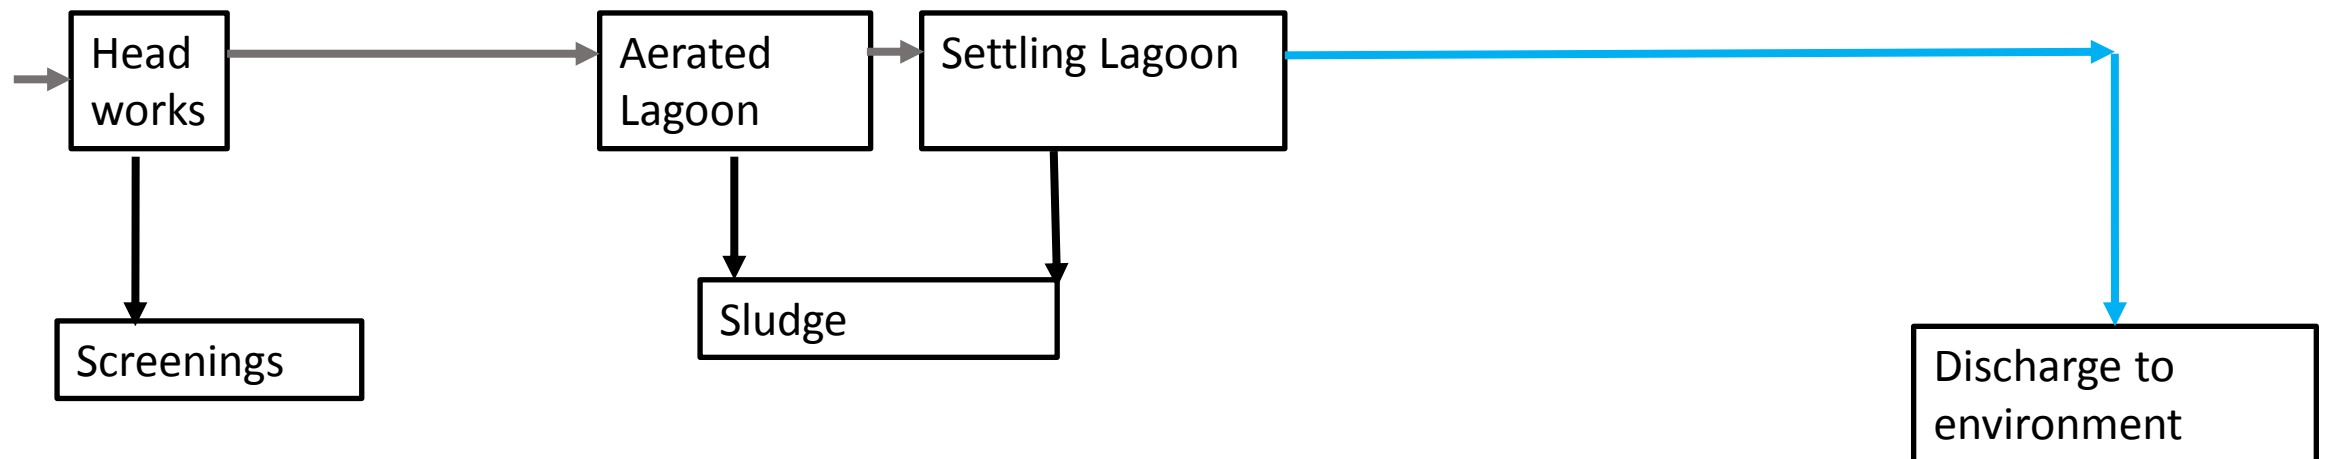 Head
works
Aerated
Lagoon
Settling Lagoon
Screenings
Sludge
Discharge to
environment